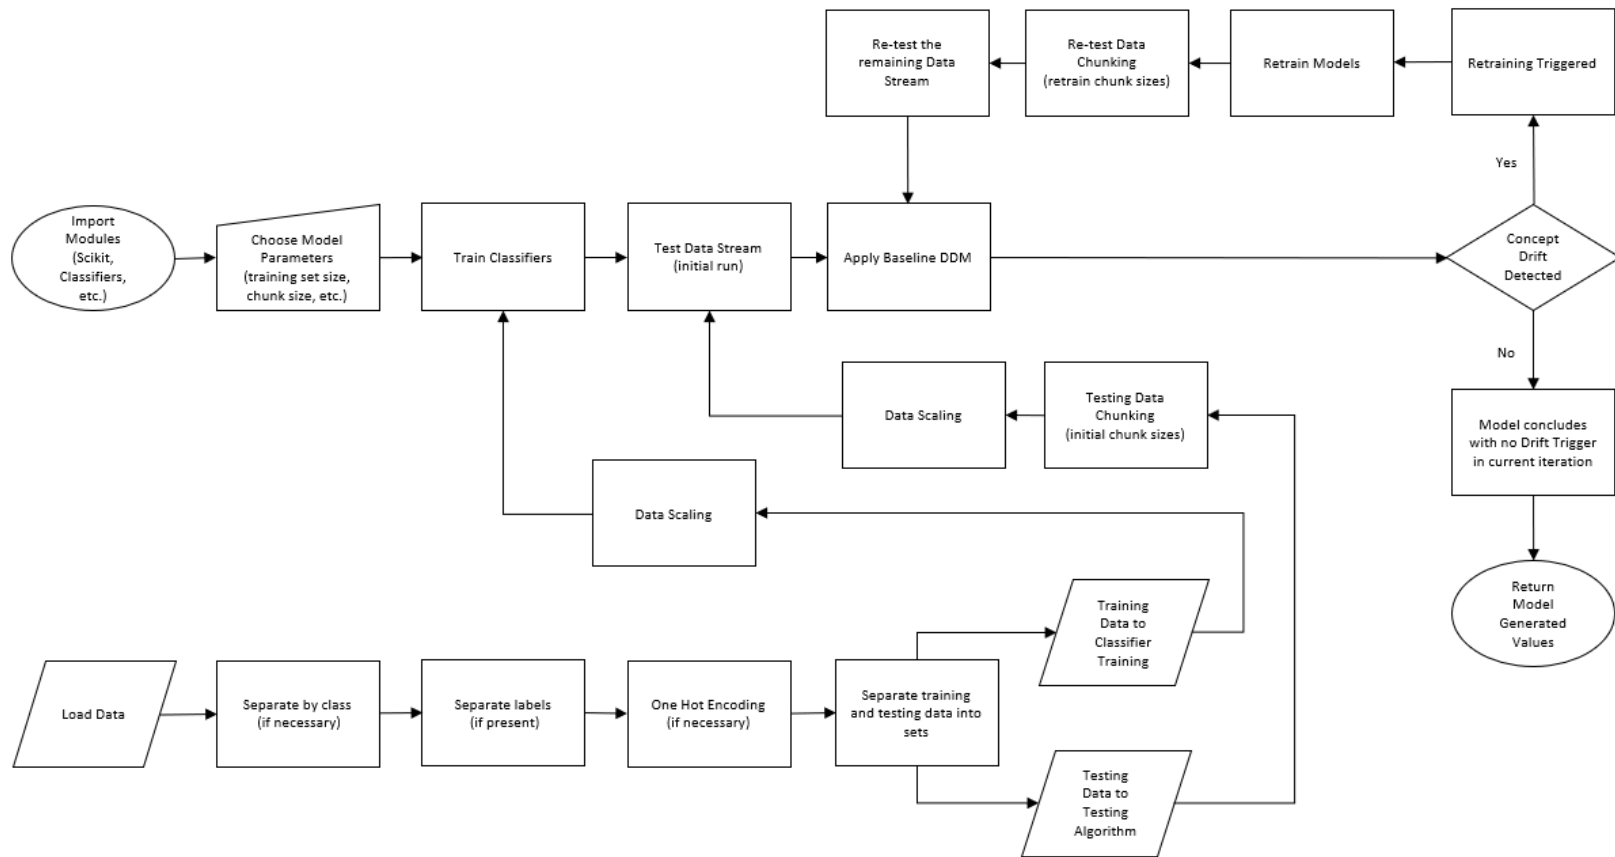 Re-test the
remaining Data
Stream
Re-test Data
Chunking
(retrain chunk sizes)
Retrain Models
Retraining Triggered
Yes
Import
Modules
(Scikit,
Classifiers,
etc.)
Choose Model
Parameters
(training set size,
chunk size, etc.)
Train Classifiers
Test Data Stream
(initial run)
Apply Baseline DDM
Concept
Drift
Detected
No
Data Scaling
Testing Data
Chunking
(initial chunk sizes)
Model concludes
with no Drift Trigger
in current iteration
Data Scaling
Training
Data to
Classifier
Training
Return
Model
Generated
Values
Load Data
Separate by class
(if necessary)
Separate labels
(if present)
One Hot Encoding
(if necessary)
Separate training
and testing data into
sets
Testing
Data to
Testing
Algorithm